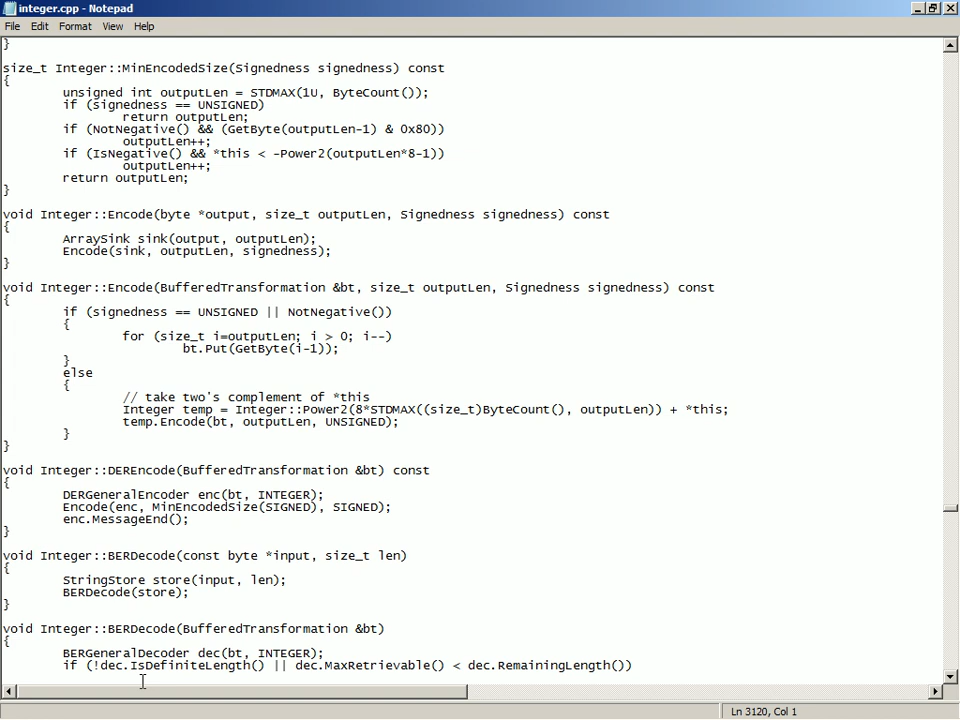 integer.cpp - Notepad
File Edit Format View Help
}
size_t Integer::MinEncodedSize(Signedness signedness) const
{
unsigned int outputLen = STDMAX(1U, ByteCount());
if (signedness == UNSIGNED)
return outputLen;
if (NotNegative() && (GetByte(outputLen-1) & 0x80))
outputLen++;
if (IsNegative() && *this < -Power2(outputLen*8-1))
outputLen++;
return outputLen;
}
void Integer::Encode(byte *output, size_t outputLen, Signedness signedness) const
{
ArraySink sink(output, outputLen);
Encode(sink, outputLen, signedness);
}
void Integer::Encode(BufferedTransformation &bt, size_t outputLen, Signedness signedness) const
{
if (signedness == UNSIGNED || NotNegative())
{
for (size_t i=outputLen; i > 0; i--)
bt.Put(GetByte(i-1));
}
else
{
// take two's complement of *this
Integer temp = Integer::Power2(8*STDMAX((size_t)ByteCount(), outputLen)) + *this;
temp.Encode(bt, outputLen, UNSIGNED);
}
}
void Integer::DEREncode(BufferedTransformation &bt) const
{
DERGeneralEncoder enc(bt, INTEGER);
Encode(enc, MinEncodedSize(SIGNED), SIGNED);
enc.MessageEnd();
}
void Integer::BERDecode(const byte *input, size_t len)
{
StringStore store(input, len);
BERDecode(store);
}
void Integer::BERDecode(BufferedTransformation &bt)
{
BERGeneralDecoder dec(bt, INTEGER);
if (!dec.IsDefiniteLength() || dec.MaxRetrievable() < dec.RemainingLength())
Ln 3120, Col 1